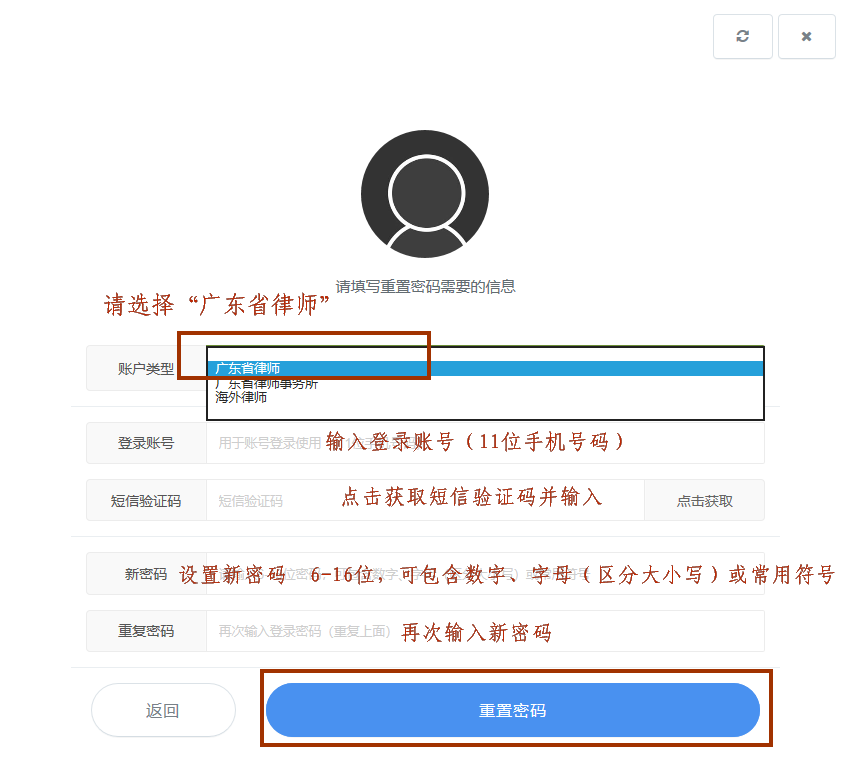 请填写重置密码需要的信息
请选择“广东省律师”
账户类型
广东省律师
广东省律师事务所
海外律师
登录账号 用于账号登录使用 输入登录账号（11位手机号码）
短信验证码 短信验证码 点击获取短信验证码并输入 点击获取
新密码 设置新密码 6-16位，可包含数字、字母（区分大小写）或常用符号
重复密码 再次输入登录密码（重复上面） 再次输入新密码
返回 重置密码